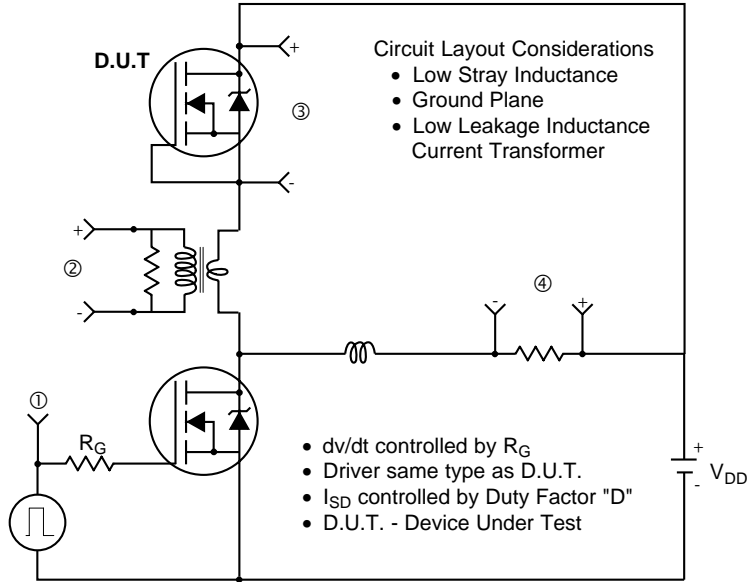 D.U.T
+
Circuit Layout Considerations
• Low Stray Inductance
• Ground Plane
• Low Leakage Inductance
Current Transformer
③
-
+
②
-
④
-
+
①
RG
• dv/dt controlled by RG
• Driver same type as D.U.T.
• ISD controlled by Duty Factor "D"
• D.U.T. - Device Under Test
+
VDD
-